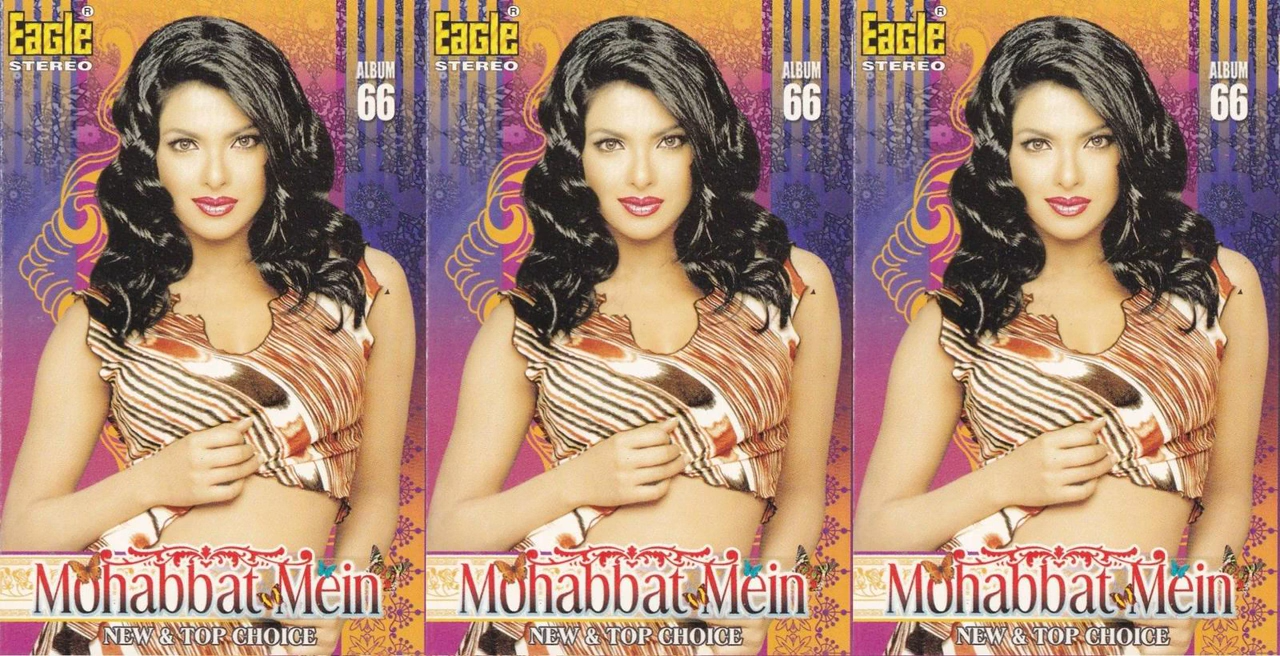 Eagle®
STEREO
ALBUM
66
Mohabbat Mein
NEW & TOP CHOICE
Eagle®
STEREO
ALBUM
66
Mohabbat Mein
NEW & TOP CHOICE
Eagle®
STEREO
ALBUM
66
Mohabbat Mein
NEW & TOP CHOICE